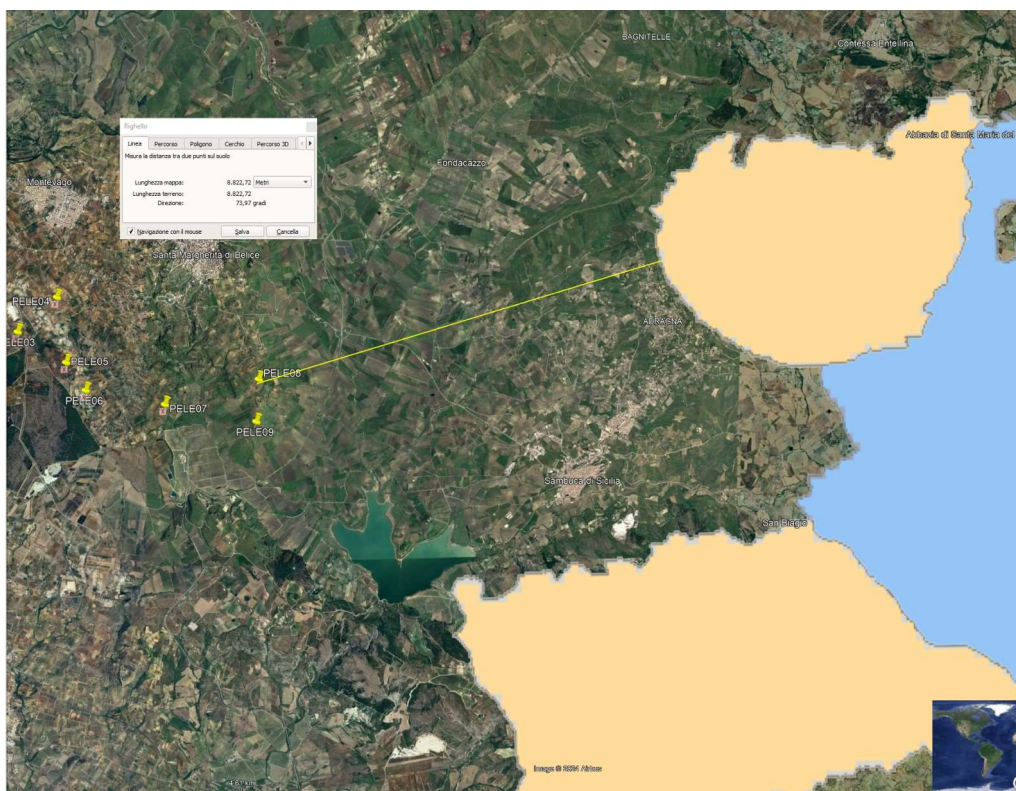 BAGNITELLE
Contessa Entellina
Righello
Linea Percorso Poligono Cerchio Percorso 3D
Misura la distanza tra due punti sul suolo
Abbazia di Santa Maria del
Fondacazzo
Lunghezza mappa: 8.822,72 Metri
Lunghezza terreno: 8.822,72
Direzione: 73,97 gradi
Montevago
Navigazione con il mouse Salva Cancella
Santa Margherita di Belice
PELE04
ADRAGNA
ELE03
PELE05
PELE08
PELE06
PELE07
PELE09
Sambuca di Sicilia
San Biagio
Image © 2024 Airbus